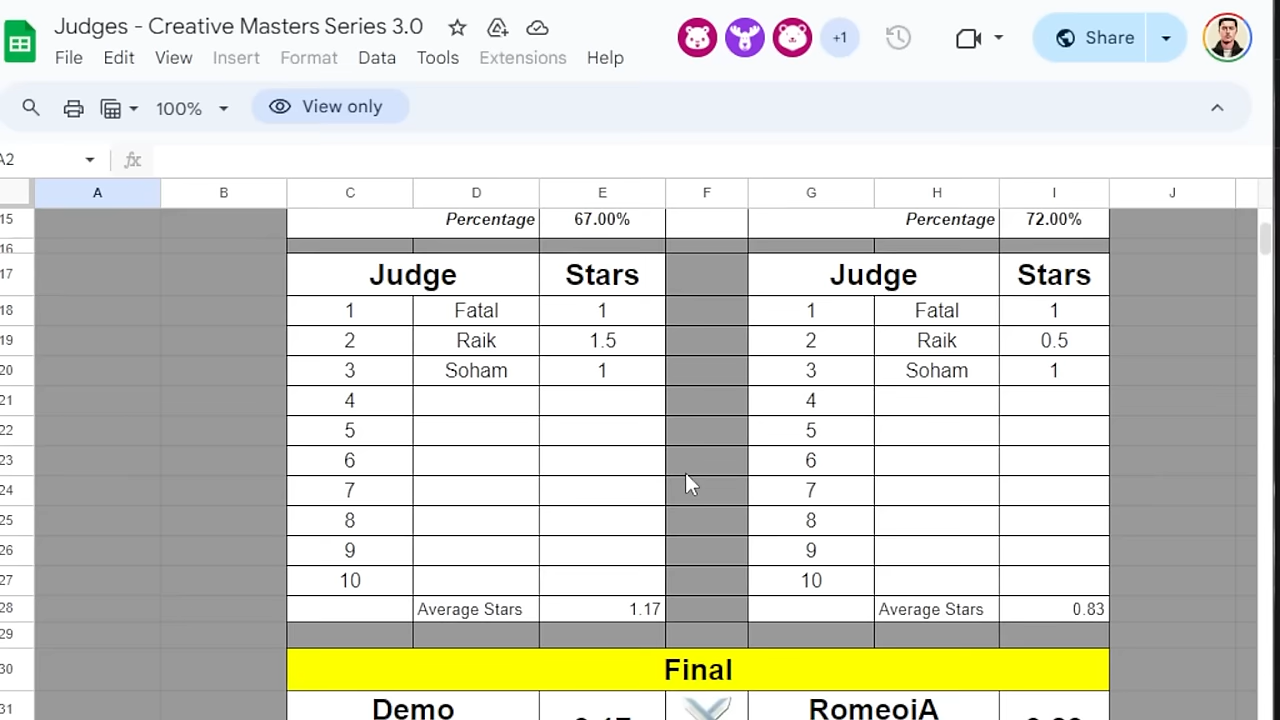 Judges - Creative Masters Series 3.0
+1
Share
File Edit View Insert Format Data Tools Extensions Help
100% View only
A2 fx
A B C D E F G H I J
15 Percentage 67.00% Percentage 72.00%
16
17 Judge Stars Judge Stars
18 1 Fatal 1 1 Fatal 1
19 2 Raik 1.5 2 Raik 0.5
20 3 Soham 1 3 Soham 1
21 4 4
22 5 5
23 6 6
24 7 7
25 8 8
26 9 9
27 10 10
28 Average Stars 1.17 Average Stars 0.83
29
30 Final
31 Demo RomeojA